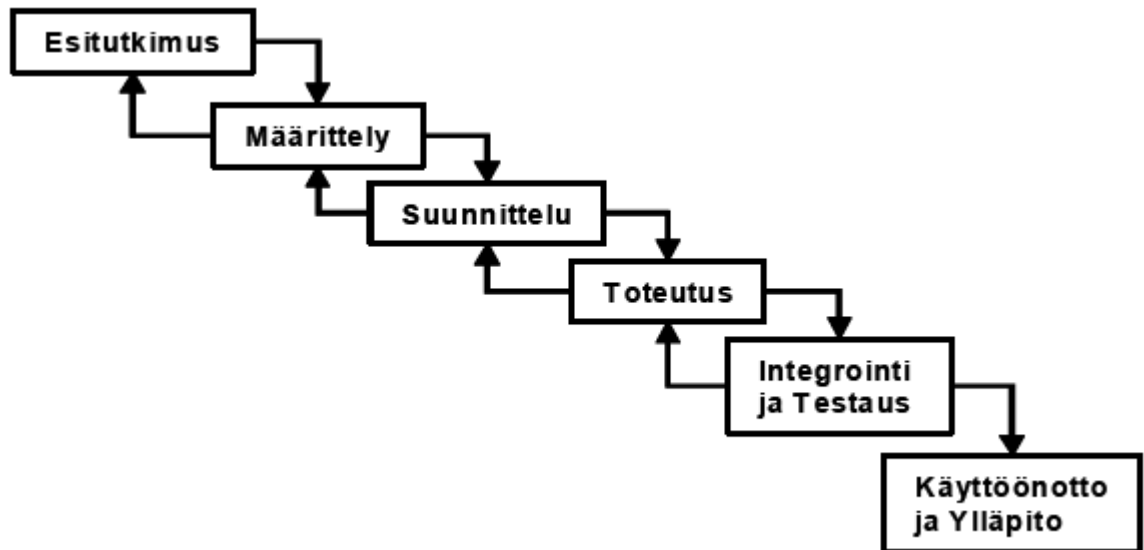 Esitutkimus
Määrittely
Suunnittelu
Toteutus
Integrointi
ja Testaus
Käyttöönotto
ja Ylläpito